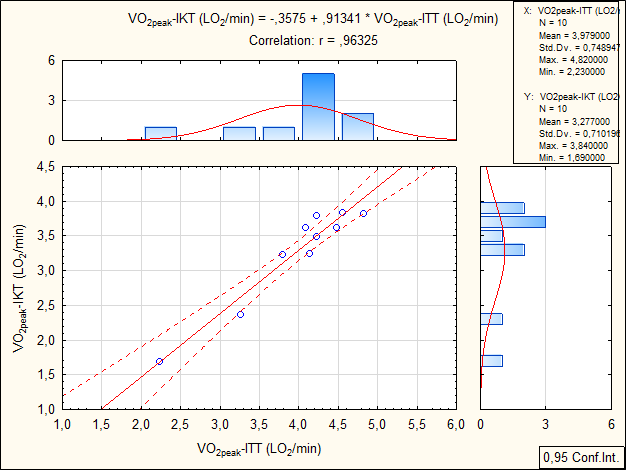 VO2peak-IKT (LO2/min) = -,3575 + ,91341 * VO2peak-ITT (LO2/min)
Correlation: r = ,96325
X: VO2peak-ITT (LO2/
N = 10
Mean = 3,979000
Std.Dv. = 0,748947
Max. = 4,820000
Min. = 2,230000
Y: VO2peak-IKT (LO2
N = 10
Mean = 3,277000
Std.Dv. = 0,710196
Max. = 3,840000
Min. = 1,690000
6
3
0
4,5
4,0
3,5
3,0
2,5
2,0
1,5
1,0
VO2peak-IKT (LO2/min)
1,0 1,5 2,0 2,5 3,0 3,5 4,0 4,5 5,0 5,5 6,0
0 3 6
VO2peak-ITT (LO2/min)
0,95 Conf.Int.